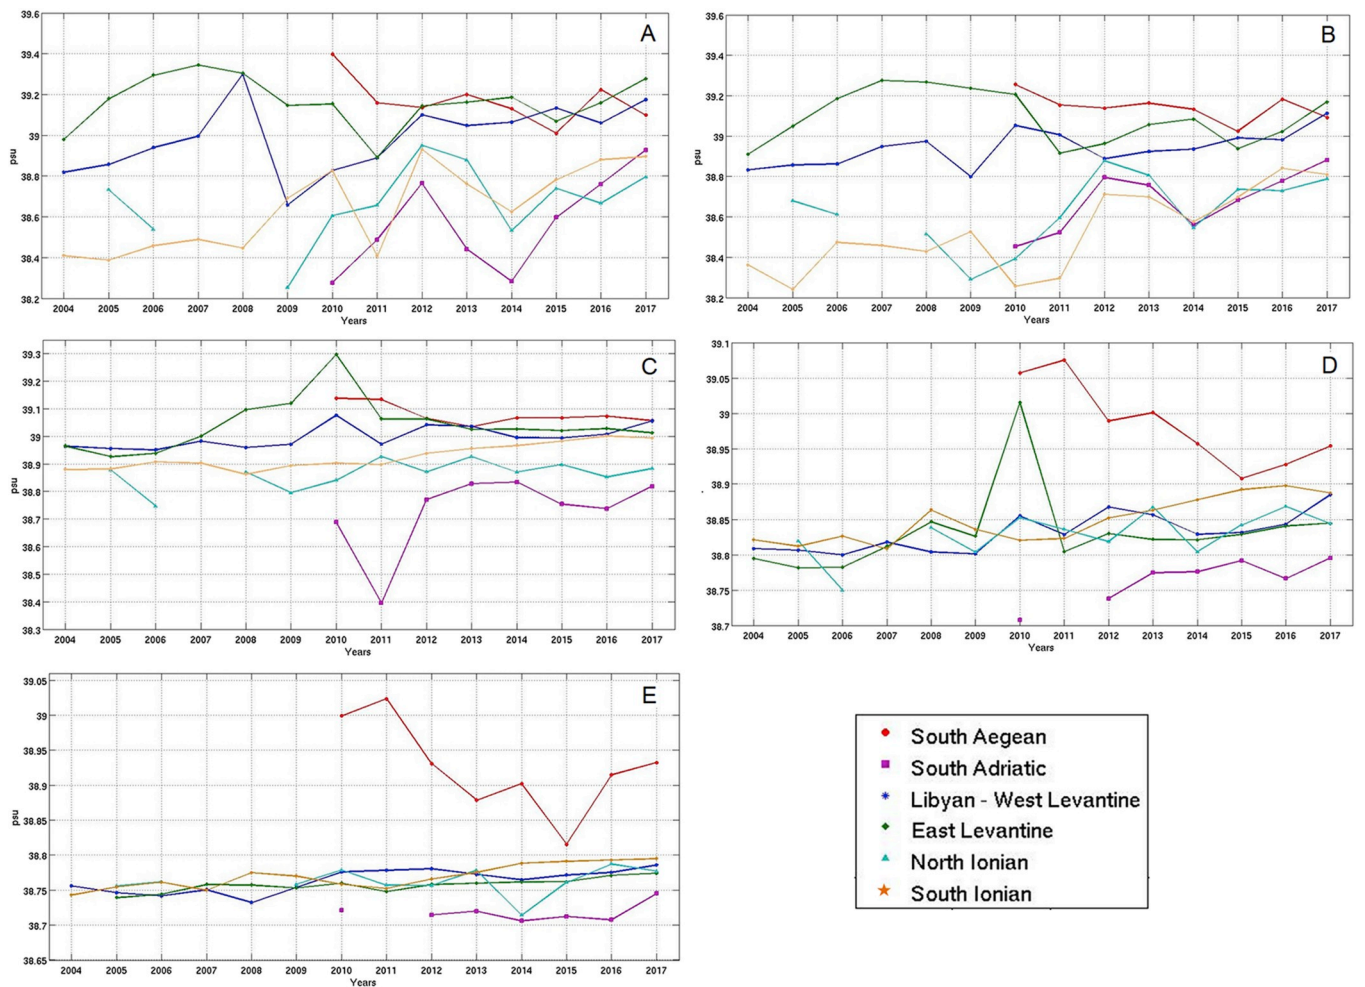 39.6
39.4
39.2
39
38.8
38.6
38.4
38.2
psu
A
2004 2005 2006 2007 2008 2009 2010 2011 2012 2013 2014 2015 2016 2017
Years
39.6
39.4
39.2
39
38.8
38.6
38.4
38.2
psu
B
2004 2005 2006 2007 2008 2009 2010 2011 2012 2013 2014 2015 2016 2017
Years
39.3
39.2
39.1
39
38.9
38.8
38.7
38.6
38.5
38.4
38.3
psu
C
2004 2005 2006 2007 2008 2009 2010 2011 2012 2013 2014 2015 2016 2017
Years
39.1
39.05
39
38.95
38.9
38.85
38.8
38.75
38.7
D
2004 2005 2006 2007 2008 2009 2010 2011 2012 2013 2014 2015 2016 2017
Years
39.05
39
38.95
38.9
38.85
38.8
38.75
38.7
38.65
psu
E
2004 2005 2006 2007 2008 2009 2010 2011 2012 2013 2014 2015 2016 2017
Years
South Aegean
South Adriatic
Libyan - West Levantine
East Levantine
North Ionian
South Ionian